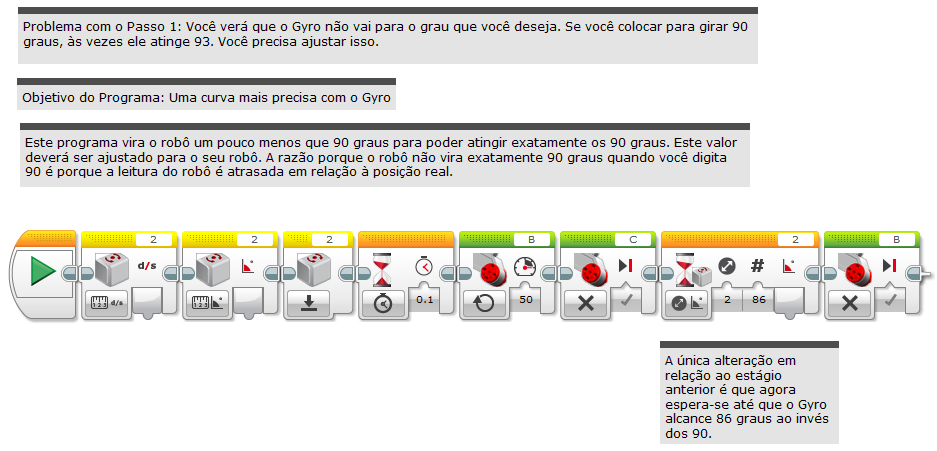 Problema com o Passo 1: Você verá que o Gyro não vai para o grau que você deseja. Se você colocar para girar 90
graus, às vezes ele atinge 93. Você precisa ajustar isso.
Objetivo do Programa: Uma curva mais precisa com o Gyro
Este programa vira o robô um pouco menos que 90 graus para poder atingir exatamente os 90 graus. Este valor
deverá ser ajustado para o seu robô. A razão porque o robô não vira exatamente 90 graus quando você digita
90 é porque a leitura do robô é atrasada em relação à posição real.
2 2 2 B C 2 B
d/s #
123 d/s 123 0.1 50 2 86
A única alteração em
relação ao estágio
anterior é que agora
espera-se até que o Gyro
alcance 86 graus ao invés
dos 90.